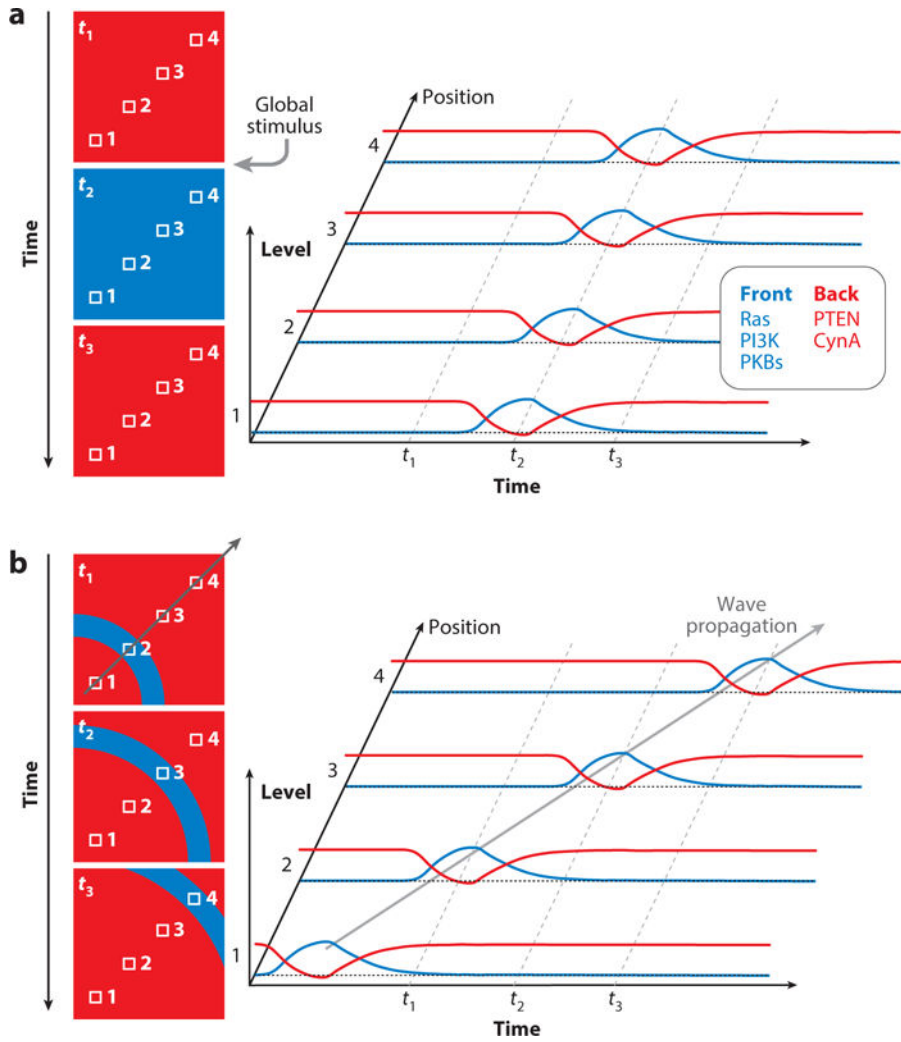 a
t1
4
3
2
1
Global
stimulus
t2
4
3
2
1
t3
4
3
2
1
Time
Position
4
3
2
1
Level
Front Back
Ras PTEN
PI3K CynA
PKBs
t1 t2 t3
Time
b
t1
4
3
2
1
t2
4
3
2
1
t3
4
3
2
1
Time
Position
Wave
propagation
4
3
2
1
Level
t1 t2 t3
Time